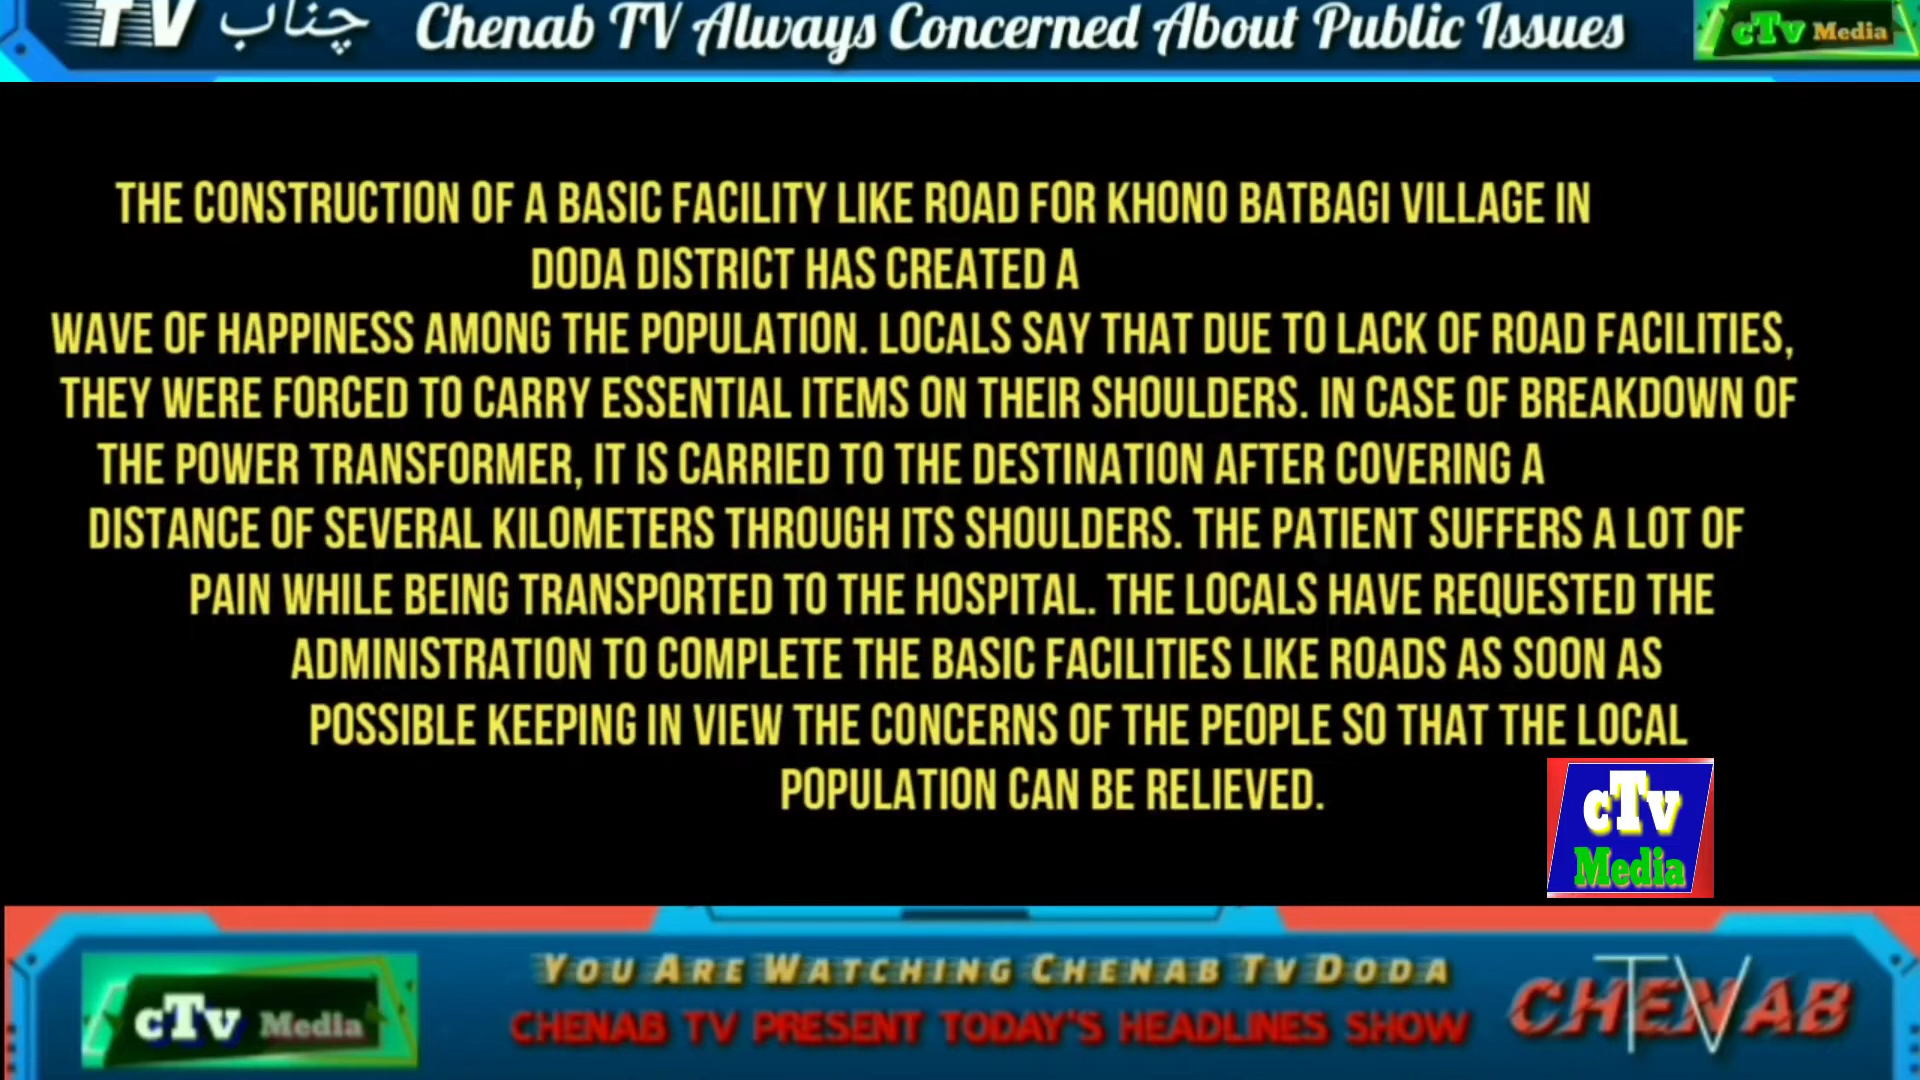 TV چناب Chenab TV Always Concerned About Public Issues cTv Media
THE CONSTRUCTION OF A BASIC FACILITY LIKE ROAD FOR KHONO BATBAGI VILLAGE IN
DODA DISTRICT HAS CREATED A
WAVE OF HAPPINESS AMONG THE POPULATION. LOCALS SAY THAT DUE TO LACK OF ROAD FACILITIES,
THEY WERE FORCED TO CARRY ESSENTIAL ITEMS ON THEIR SHOULDERS. IN CASE OF BREAKDOWN OF
THE POWER TRANSFORMER, IT IS CARRIED TO THE DESTINATION AFTER COVERING A
DISTANCE OF SEVERAL KILOMETERS THROUGH ITS SHOULDERS. THE PATIENT SUFFERS A LOT OF
PAIN WHILE BEING TRANSPORTED TO THE HOSPITAL. THE LOCALS HAVE REQUESTED THE
ADMINISTRATION TO COMPLETE THE BASIC FACILITIES LIKE ROADS AS SOON AS
POSSIBLE KEEPING IN VIEW THE CONCERNS OF THE PEOPLE SO THAT THE LOCAL
POPULATION CAN BE RELIEVED.
cTv
Media
You Are Watching Chenab Tv Doda
cTv Media
CHENAB TV PRESENT TODAY'S HEADLINES SHOW
CHENAB TV